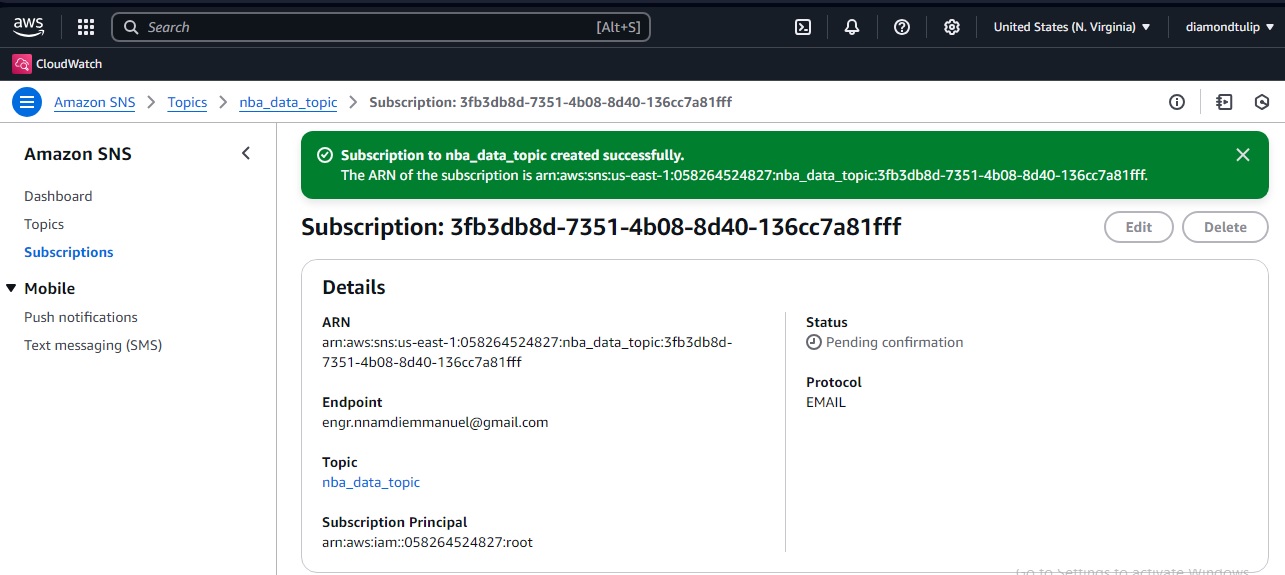 aws
Search [Alt+S]
United States (N. Virginia)
diamondtulip
CloudWatch
Amazon SNS > Topics > nba_data_topic > Subscription: 3fb3db8d-7351-4b08-8d40-136cc7a81fff
Amazon SNS
Dashboard
Topics
Subscriptions
Mobile
Push notifications
Text messaging (SMS)
Subscription to nba_data_topic created successfully.
The ARN of the subscription is arn:aws:sns:us-east-1:058264524827:nba_data_topic:3fb3db8d-7351-4b08-8d40-136cc7a81fff.
Subscription: 3fb3db8d-7351-4b08-8d40-136cc7a81fff
Edit
Delete
Details
ARN
arn:aws:sns:us-east-1:058264524827:nba_data_topic:3fb3db8d-
7351-4b08-8d40-136cc7a81fff
Endpoint
engr.nnamdiemmanuel@gmail.com
Topic
nba_data_topic
Subscription Principal
arn:aws:iam::058264524827:root
Status
Pending confirmation
Protocol
EMAIL
Go to Settings to activate Windows.